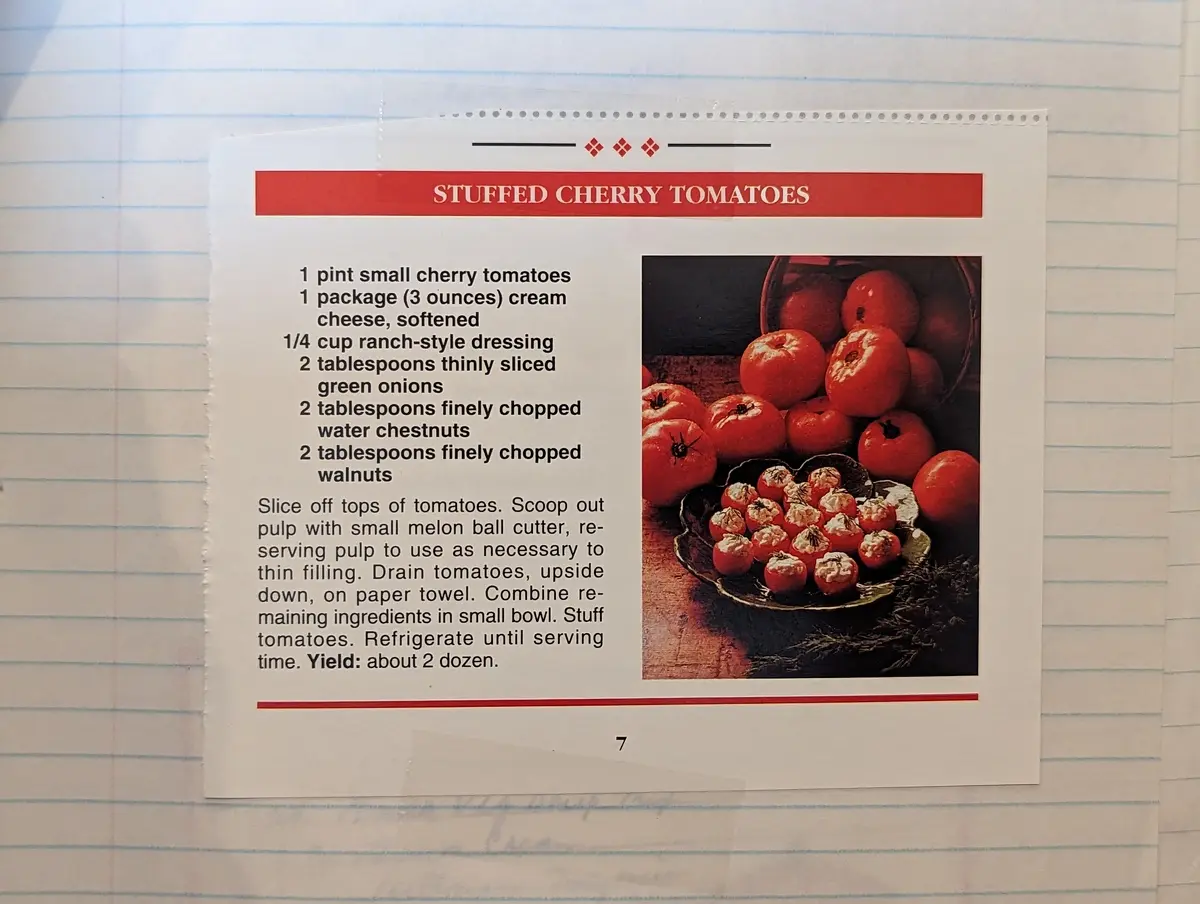 STUFFED CHERRY TOMATOES
1 pint small cherry tomatoes
1 package (3 ounces) cream
cheese, softened
1/4 cup ranch-style dressing
2 tablespoons thinly sliced
green onions
2 tablespoons finely chopped
water chestnuts
2 tablespoons finely chopped
walnuts
Slice off tops of tomatoes. Scoop out
pulp with small melon ball cutter, re-
serving pulp to use as necessary to
thin filling. Drain tomatoes, upside
down, on paper towel. Combine re-
maining ingredients in small bowl. Stuff
tomatoes. Refrigerate until serving
time. Yield: about 2 dozen.
7